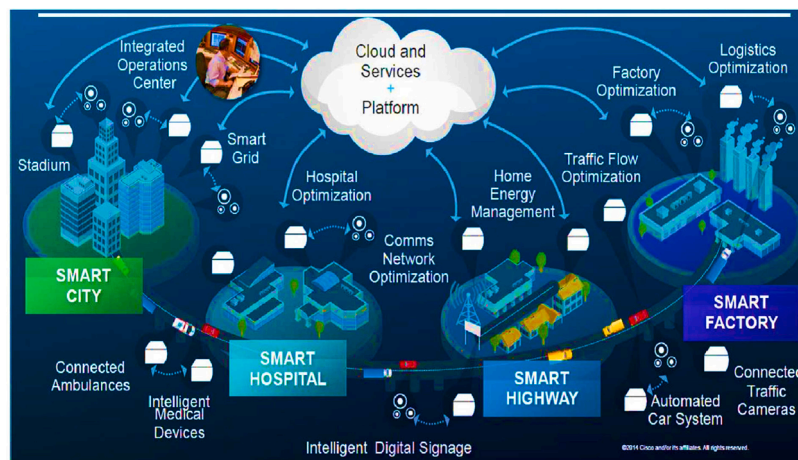 Integrated
Operations
Center
Cloud and
Services
+
Platform
Logistics
Optimization
Factory
Optimization
Stadium
Smart
Grid
Hospital
Optimization
Home
Energy
Management
Traffic Flow
Optimization
Comms
Network
Optimization
SMART
CITY
SMART
HOSPITAL
SMART
HIGHWAY
SMART
FACTORY
Connected
Ambulances
Intelligent
Medical
Devices
Intelligent Digital Signage
Automated
Car System
Connected
Traffic
Cameras
©2014 Cisco and/or its affiliates. All rights reserved.